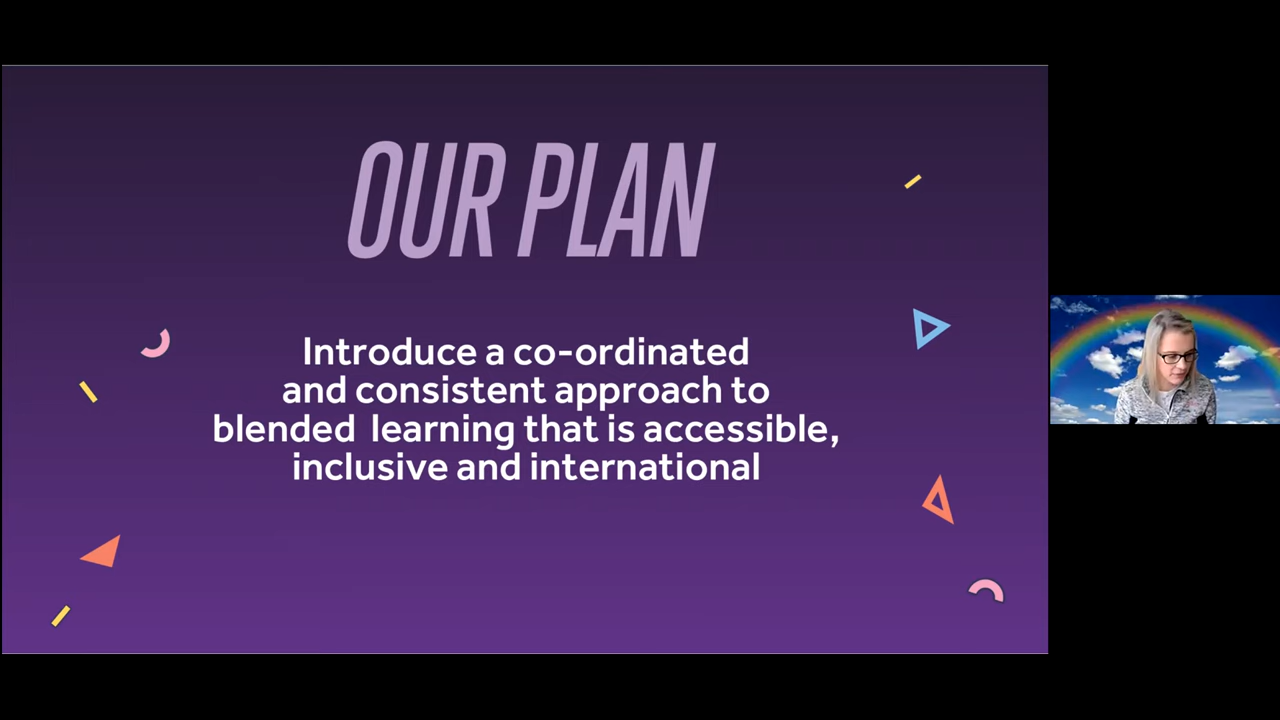 OUR PLAN
Introduce a co-ordinated
and consistent approach to
blended  learning that is accessible,
inclusive and international